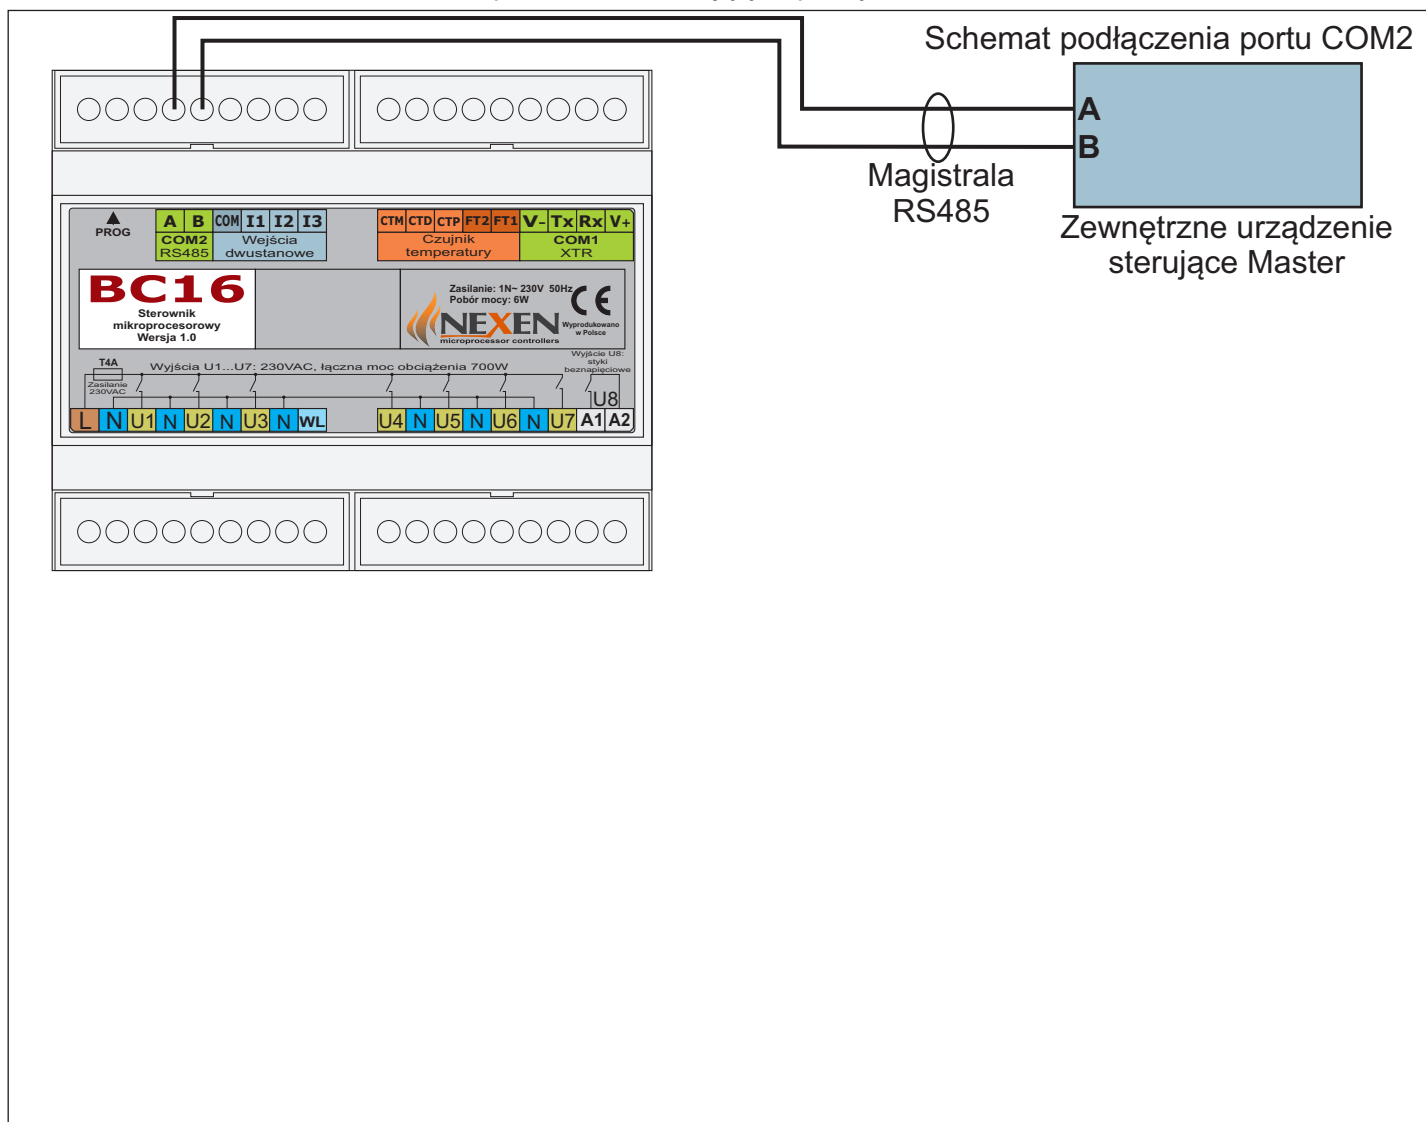 Schemat podłączenia portu COM2
A
B
Magistrala
RS485
Zewnętrzne urządzenie
sterujące Master
PROG
A B COM I1 I2 I3
CTM CTD CTP FT2 FT1 V- Tx Rx V+
COM2
RS485
Wejścia
dwustanowe
Czujnik
temperatury
COM1
XTR
BC16
Sterownik
mikroprocesorowy
Wersja 1.0
Zasilanie: 1N~ 230V 50Hz
Pobór mocy: 6W
CE
NEXEN
microprocessor controllers
Wyprodukowano
w Polsce
T4A
Zasilanie
230VAC
Wyjścia U1...U7: 230VAC, łączna moc obciążenia 700W
Wyjście U8:
styki
beznapięciowe
U8
L N U1 N U2 N U3 N WL
U4 N U5 N U6 N U7 A1 A2